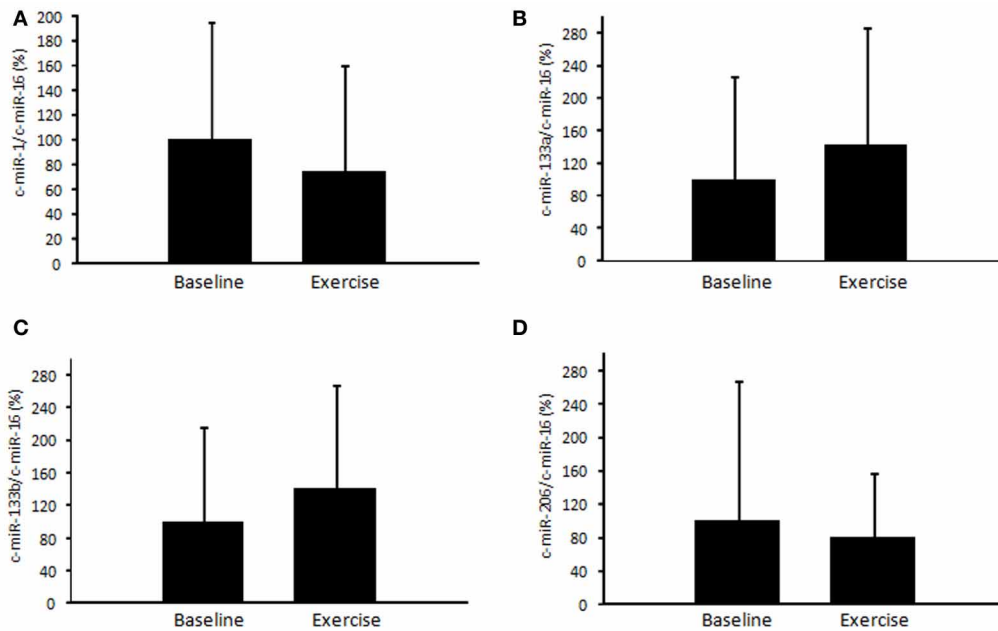 A
c-miR-1/c-miR-16 (%)
200
180
160
140
120
100
80
60
40
20
0
Baseline Exercise
B
c-miR-133a/c-miR-16 (%)
280
240
200
160
120
80
40
0
Baseline Exercise
C
c-miR-133b/c-miR-16 (%)
280
240
200
160
120
80
40
0
Baseline Exercise
D
c-miR-206/c-miR-16 (%)
280
240
200
160
120
80
40
0
Baseline Exercise